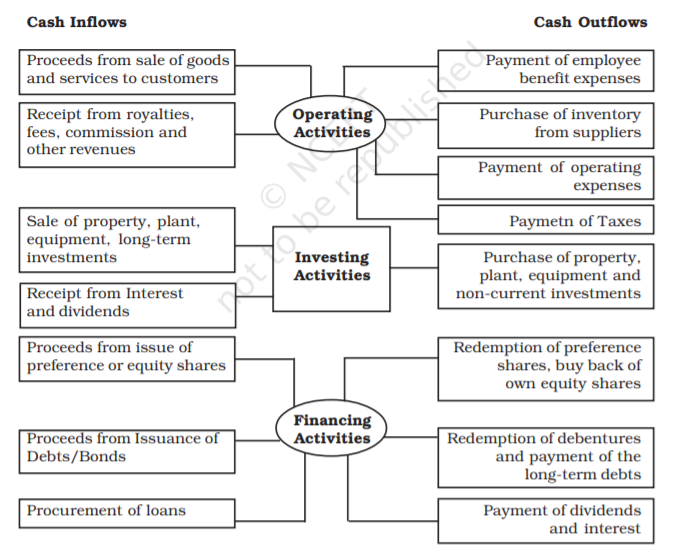 Cash Inflows
Cash Outflows
Proceeds from sale of goods
and services to customers
Receipt from royalties,
fees, commission and
other revenues
Operating
Activities
Payment of employee
benefit expenses
Purchase of inventory
from suppliers
Payment of operating
expenses
Paymetn of Taxes
Sale of property, plant,
equipment, long-term
investments
Receipt from Interest
and dividends
Investing
Activities
Purchase of property,
plant, equipment and
non-current investments
Proceeds from issue of
preference or equity shares
Proceeds from Issuance of
Debts/Bonds
Procurement of loans
Financing
Activities
Redemption of preference
shares, buy back of
own equity shares
Redemption of debentures
and payment of the
long-term debts
Payment of dividends
and interest
© NCERT
not to be republished